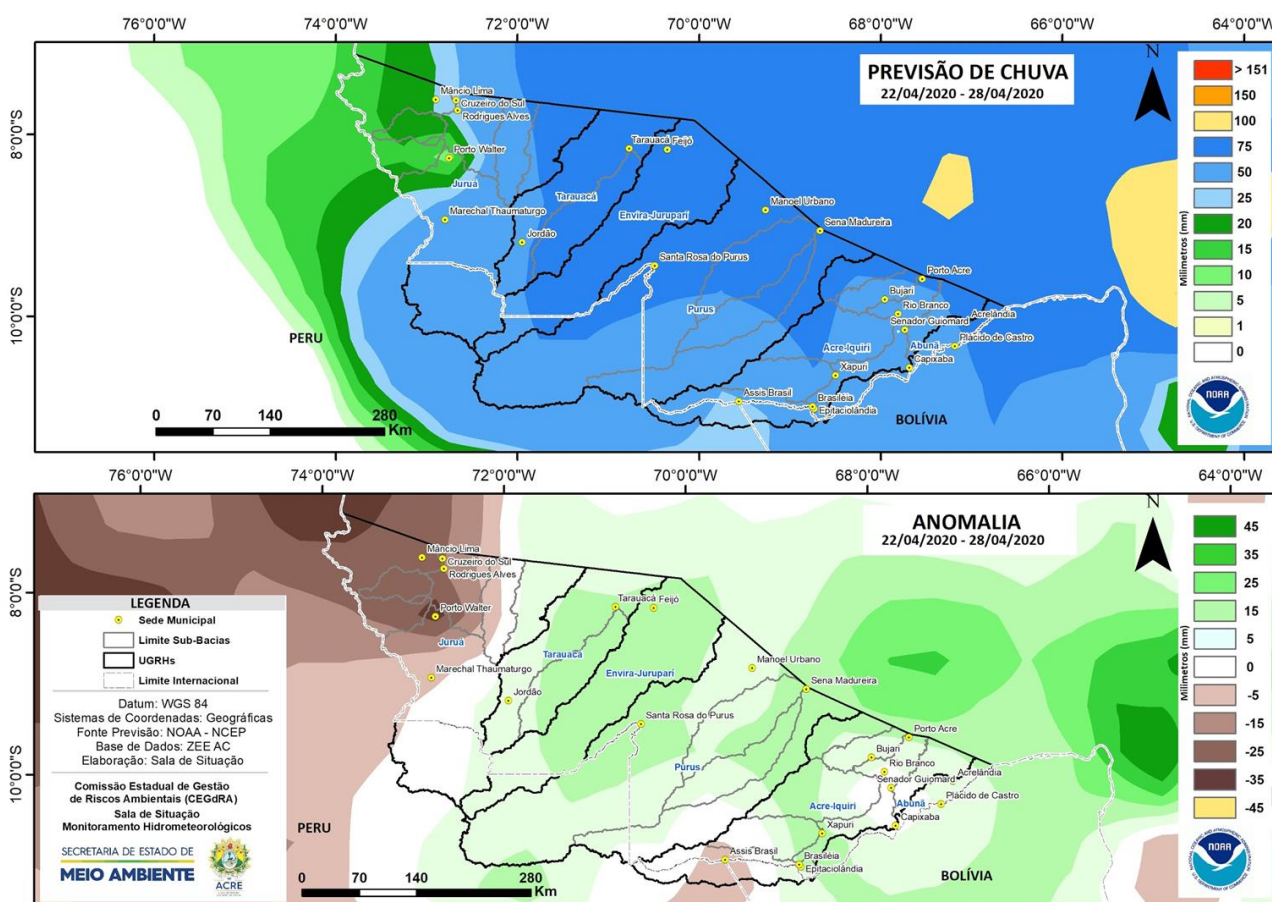 76°0'0"W 74°0'0"W 72°0'0"W 70°0'0"W 68°0'0"W 66°0'0"W 64°0'0"W
PREVISÃO DE CHUVA
22/04/2020 - 28/04/2020
N
8°0'0"S
10°0'0"S
Mâncio Lima
Cruzeiro do Sul
Rodrigues Alves
Porto Walter
Juruá
Marechal Thaumaturgo
Jordão
Tarauacá
Feijó
Tarauacá
Envira-Jurupari
Manoel Urbano
Sena Madureira
Santa Rosa do Purus
Purus
Porto Acre
Bujari
Rio Branco
Acrelândia
Senador Guiomard
Plácido de Castro
Acre-Iquiri
Abunã
Capixaba
Xapuri
Assis Brasil
Brasiléia
Epitaciolândia
PERU
BOLÍVIA
0 70 140 280
Km
Milímetros (mm)
> 151
150
100
75
50
25
20
15
10
5
1
0
NOAA
76°0'0"W 74°0'0"W 72°0'0"W 70°0'0"W 68°0'0"W 66°0'0"W 64°0'0"W
ANOMALIA
22/04/2020 - 28/04/2020
N
8°0'0"S
10°0'0"S
Mâncio Lima
Cruzeiro do Sul
Rodrigues Alves
Porto Walter
Juruá
Marechal Thaumaturgo
Jordão
Tarauacá
Feijó
Tarauacá
Envira-Jurupari
Manoel Urbano
Sena Madureira
Santa Rosa do Purus
Purus
Porto Acre
Bujari
Rio Branco
Acrelândia
Senador Guiomard
Plácido de Castro
Acre-Iquiri
Abunã
Capixaba
Xapuri
Assis Brasil
Brasiléia
Epitaciolândia
PERU
BOLÍVIA
0 70 140 280
Km
Milímetros (mm)
45
35
25
15
5
0
-5
-15
-25
-35
-45
NOAA
LEGENDA
Sede Municipal
Limite Sub-Bacias
UGRHs
Limite Internacional
Datum: WGS 84
Sistemas de Coordenadas: Geográficas
Fonte Previsão: NOAA - NCEP
Base de Dados: ZEE AC
Elaboração: Sala de Situação
Comissão Estadual de Gestão
de Riscos Ambientais (CEGdRA)
Sala de Situação
Monitoramento Hidrometeorológicos
SECRETARIA DE ESTADO DE
MEIO AMBIENTE
ACRE